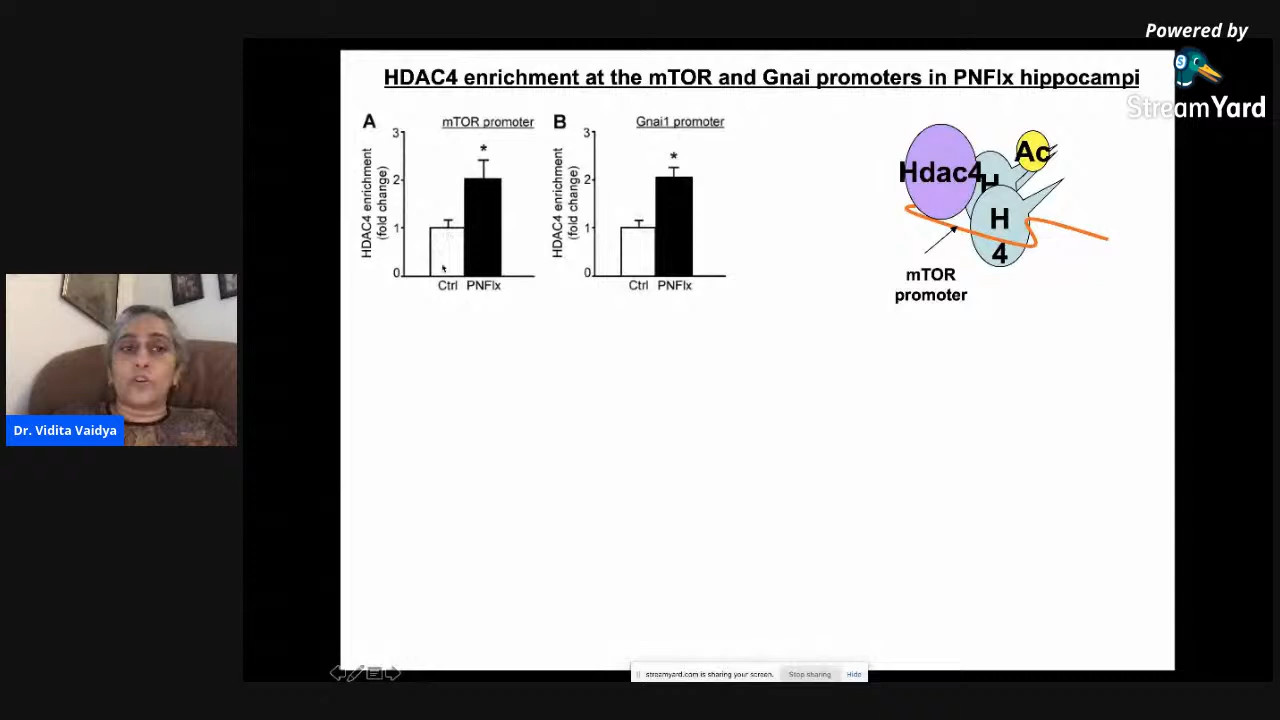 Powered by
StreamYard
HDAC4 enrichment at the mTOR and Gnai promoters in PNFlx hippocampi
A
mTOR promoter
HDAC4 enrichment
(fold change)
3
*
2
1
0
Ctrl PNFlx
B
Gnai1 promoter
HDAC4 enrichment
(fold change)
3
*
2
1
0
Ctrl PNFlx
Hdac4
H
Ac
H
4
mTOR
promoter
Dr. Vidita Vaidya
streamyard.com is sharing your screen.
Stop sharing
Hide